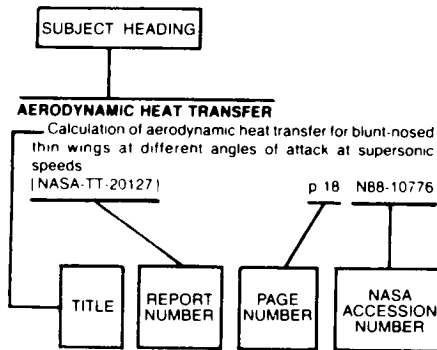 SUBJECT HEADING
AERODYNAMIC HEAT TRANSFER
Calculation of aerodynamic heat transfer for blunt-nosed
thin wings at different angles of attack at supersonic
speeds
[NASA-TT-20127] p 18 N88-10776
TITLE
REPORT
NUMBER
PAGE
NUMBER
NASA
ACCESSION
NUMBER